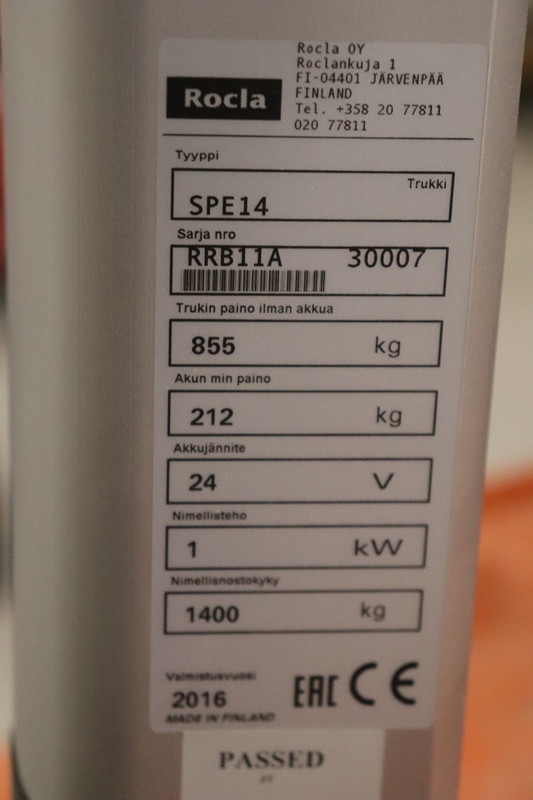 Rocla OY
Roclankuja 1
FI-04401 JÄRVENPÄÄ
FINLAND
Tel. +358 20 77811
020 77811
Rocla
Tyyppi
Trukki
SPE14
Sarja nro
RRB11A 30007
Trukin paino ilman akkua
855 kg
Akun min paino
212 kg
Akkujännite
24 V
Nimellisteho
1 kW
Nimellisnostokyky
1400 kg
Valmistusvuosi
2016
EAC CE
MADE IN FINLAND
PASSED